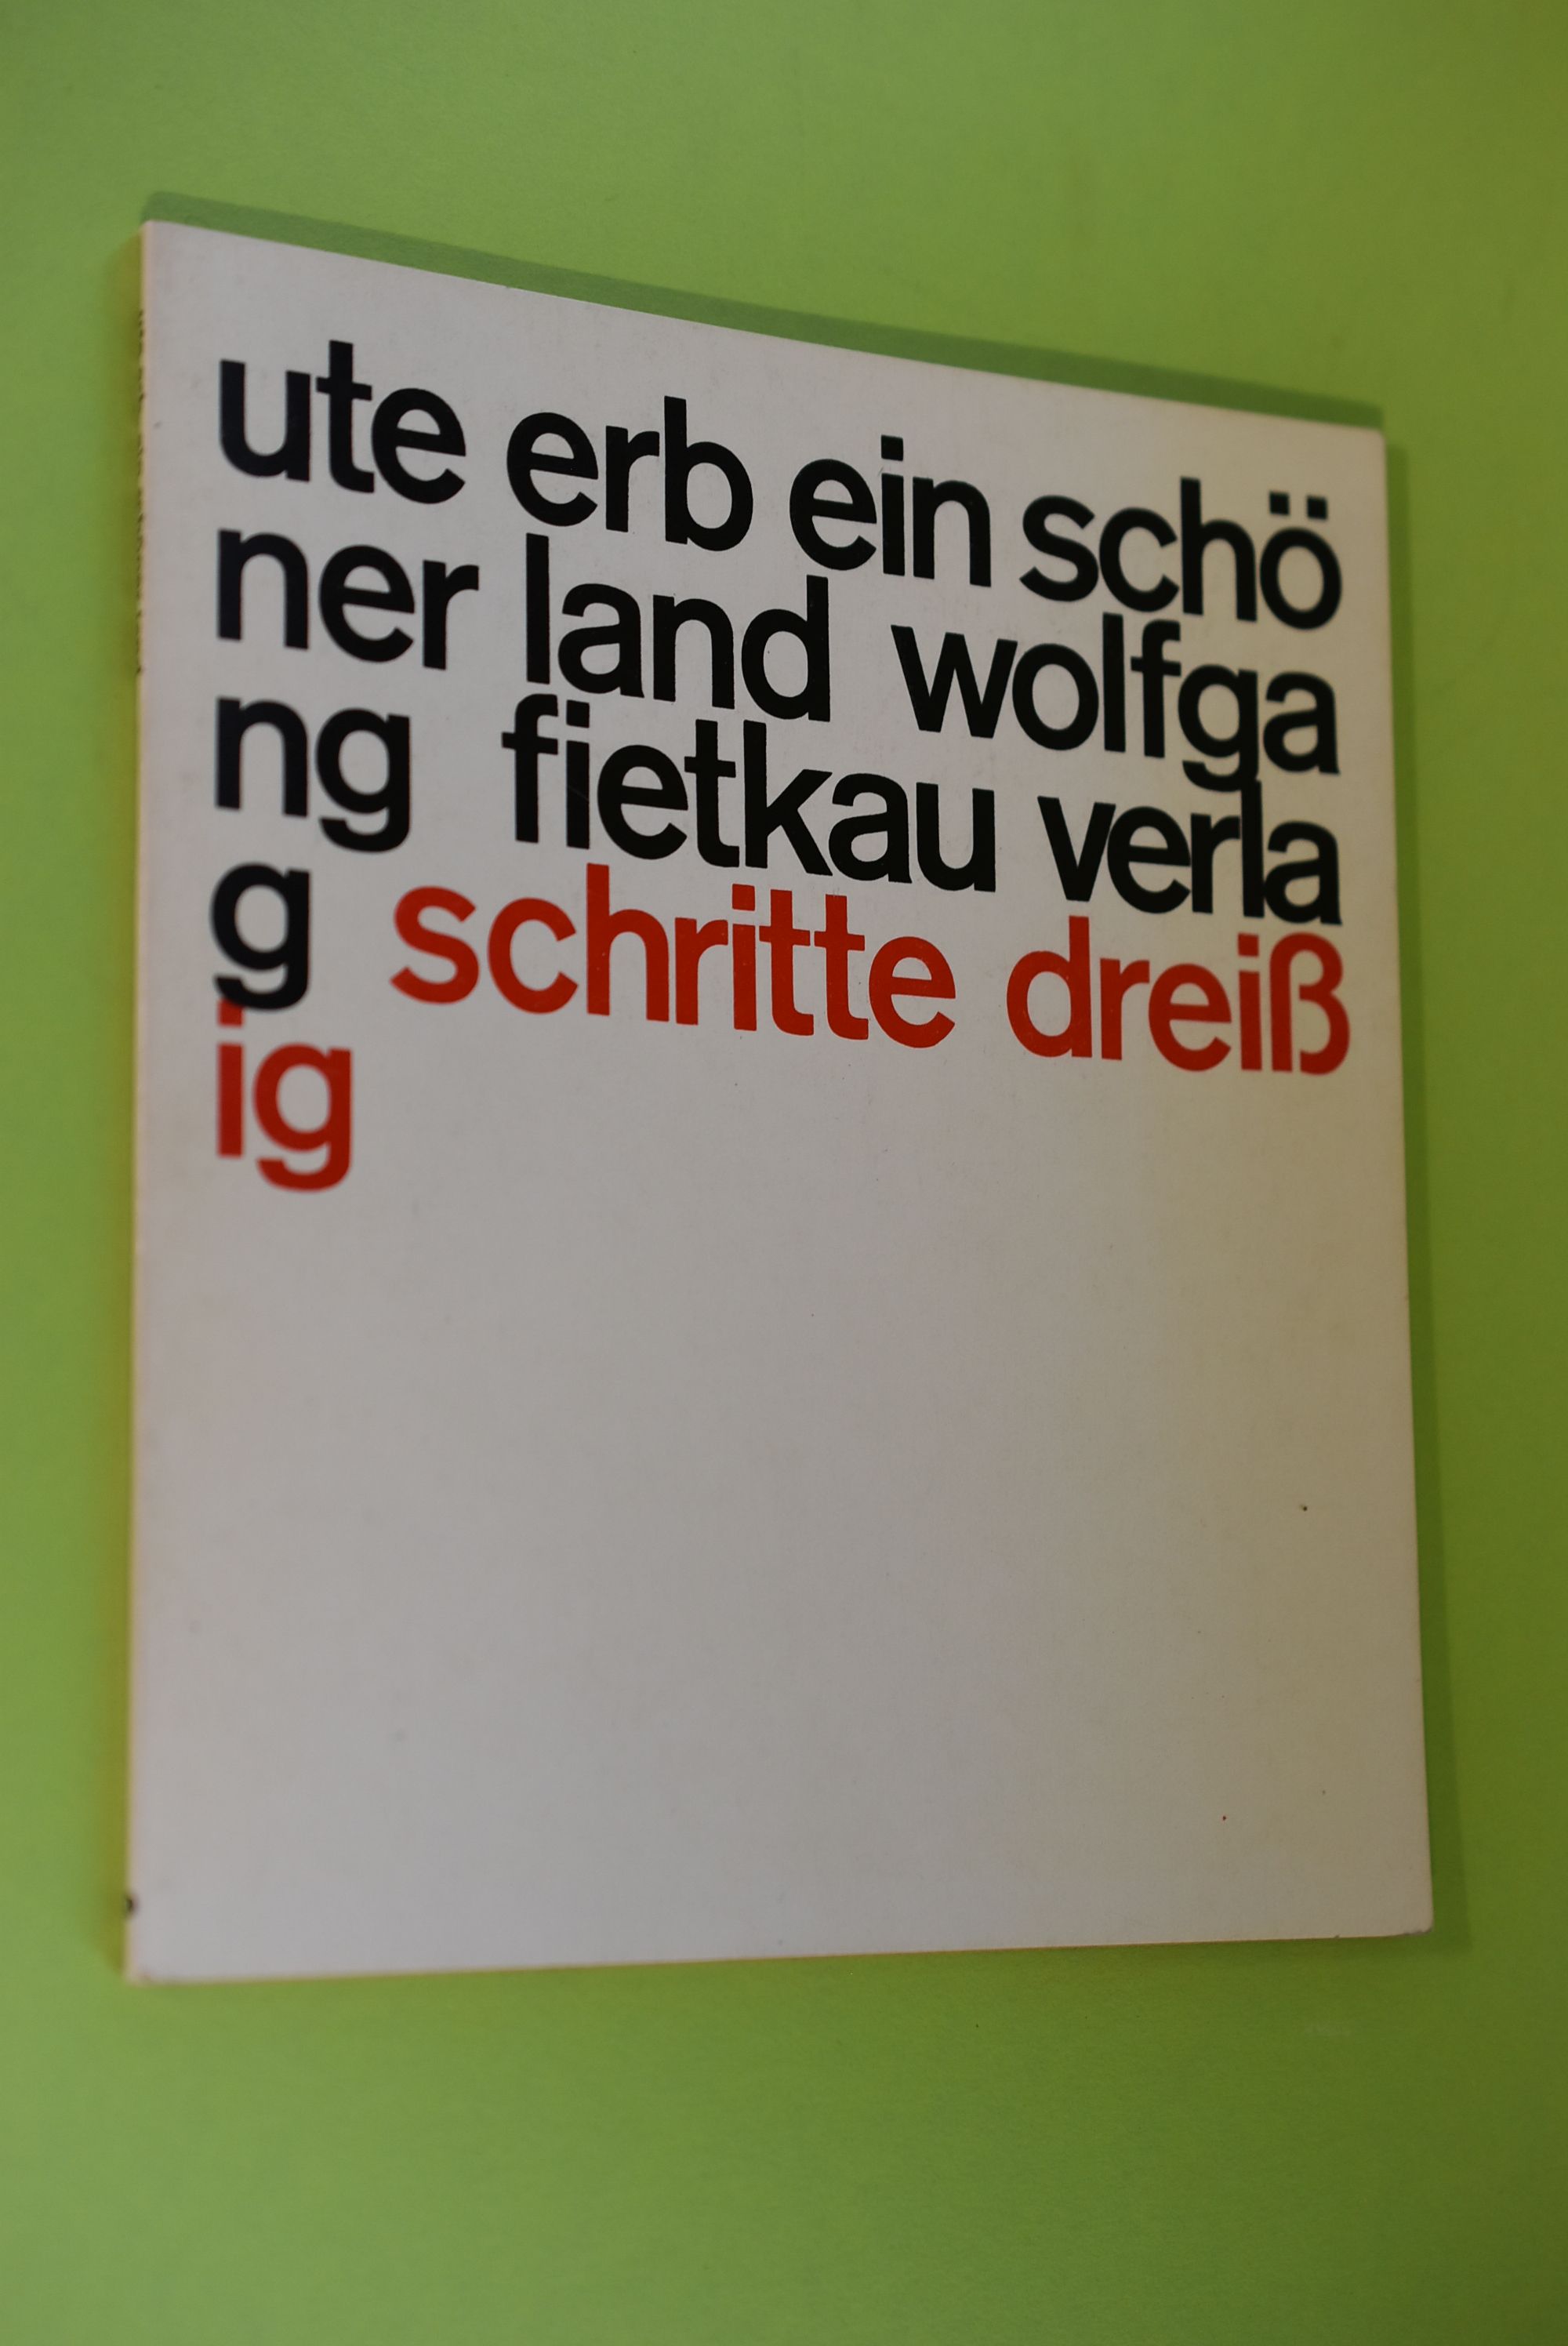 ute erb ein schö
ner land wolfga
ng fietkau verla
g schritte dreiß
ig